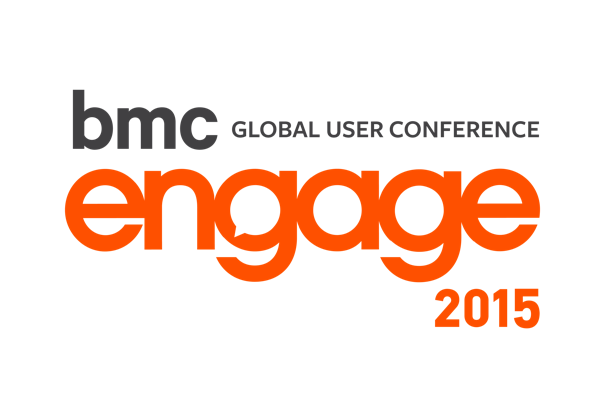 bmc GLOBAL USER CONFERENCE
engage
2015